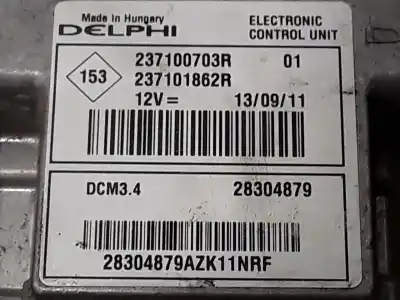 Made in Hungary
DELPHI
ELECTRONIC
CONTROL UNIT
153
237100703R 01
237101862R
12V= 13/09/11
DCM3.4 28304879
28304879AZK11NRF